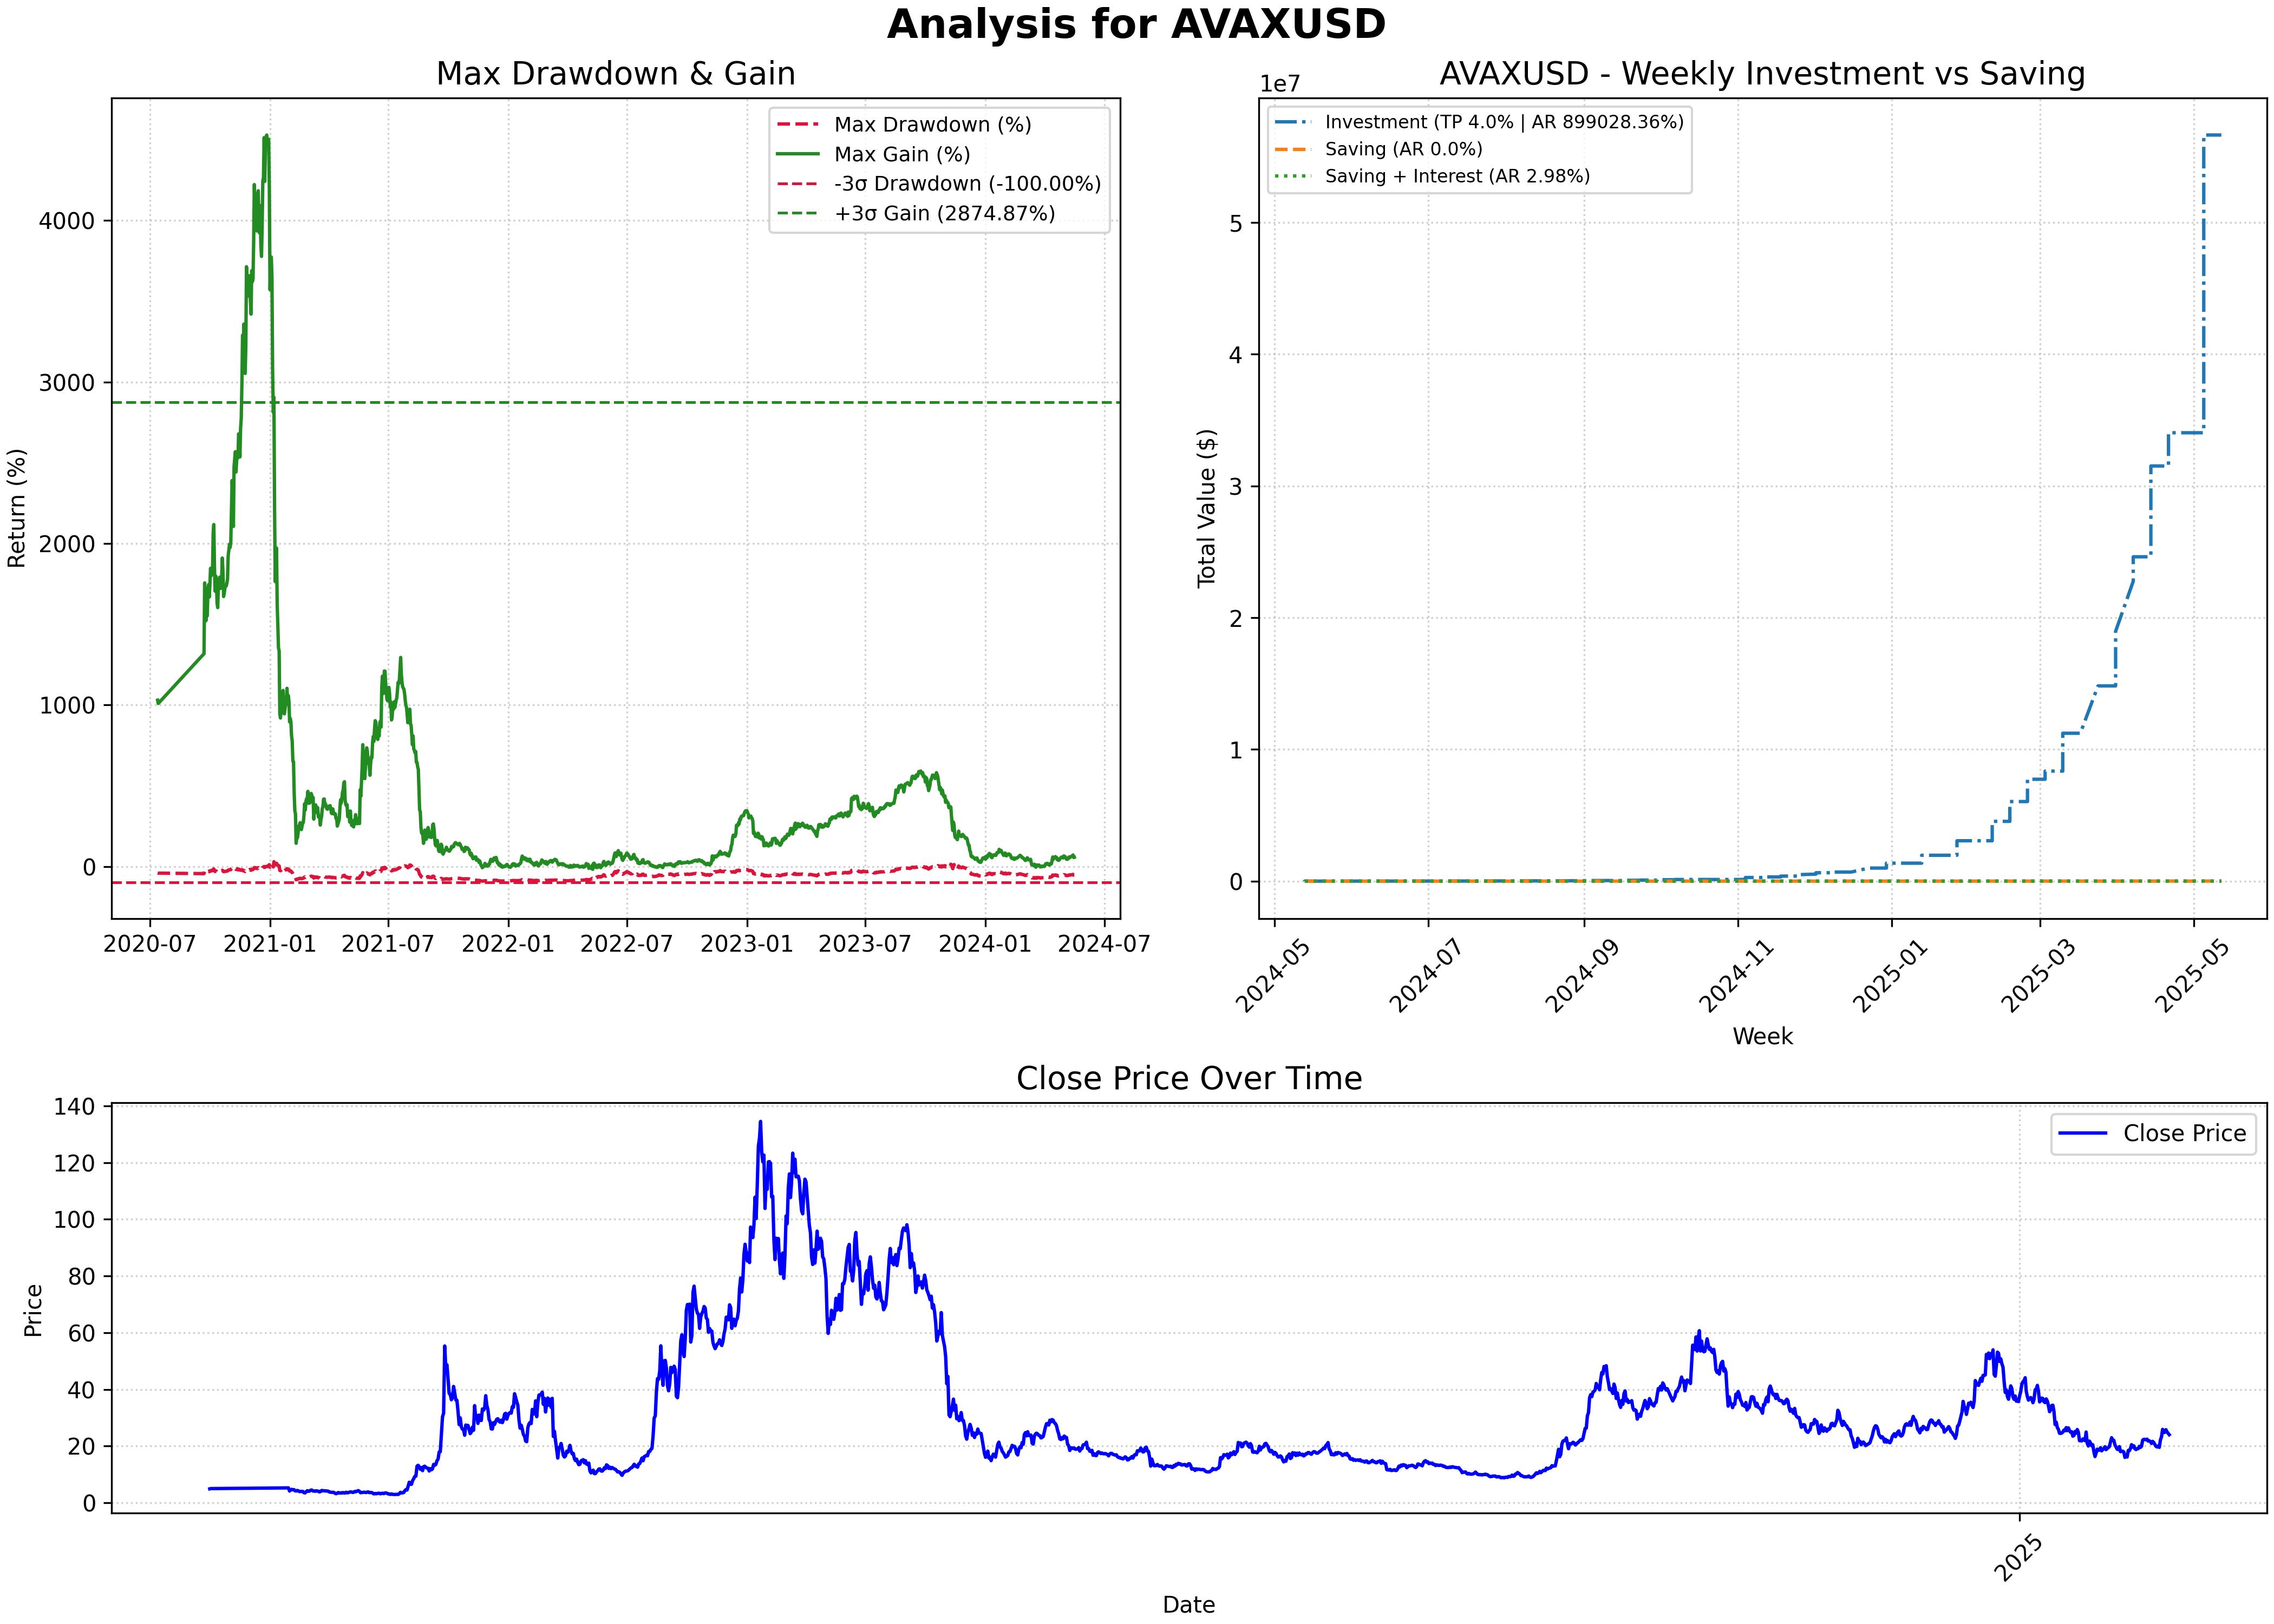 Analysis for AVAXUSD
Max Drawdown & Gain
Max Drawdown (%)
Max Gain (%)
-3σ Drawdown (-100.00%)
+3σ Gain (2874.87%)
Return (%)
4000
3000
2000
1000
0
2020-07 2021-01 2021-07 2022-01 2022-07 2023-01 2023-07 2024-01 2024-07
AVAXUSD - Weekly Investment vs Saving
1e7
Investment (TP 4.0% | AR 899028.36%)
Saving (AR 0.0%)
Saving + Interest (AR 2.98%)
Total Value ($)
5
4
3
2
1
0
2024-05 2024-07 2024-09 2024-11 2025-01 2025-03 2025-05
Week
Close Price Over Time
Close Price
Price
140
120
100
80
60
40
20
0
2025
Date